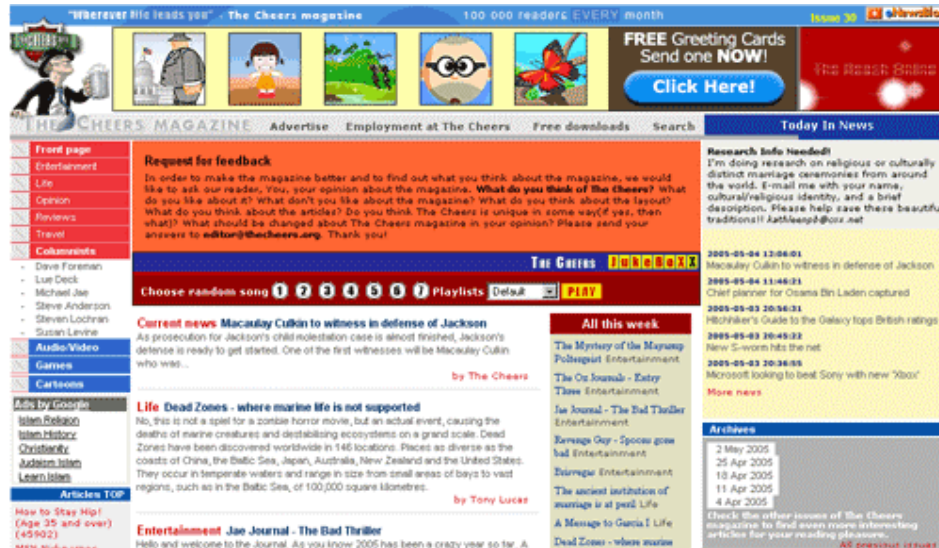 "Wherever life leads you" - The Cheers magazine
100 000 readers EVERY month
Issue 30
eNewsBlo
FREE Greeting Cards
Send one NOW!
Click Here!
The Reach Online
THE CHEERS MAGAZINE
Advertise
Employment at The Cheers
Free downloads
Search
Today In News
Front page
Entertainment
Life
Opinion
Reviews
Travel
Columnists
- Dave Foreman
- Lue Deck
- Michael Jae
- Steve Anderson
- Steven Lochran
- Susan Levine
Audio/Video
Games
Cartoons
Ads by Google
Islam Religion
Islam History
Christianity
Judaism Islam
Learn Islam
Articles TOP
How to Stay Hip!
(Age 35 and over)
(45902)
Request for feedback
In order to make the magazine better and to find out what you think about the magazine, we would
like to ask our reader, You, your opinion about the magazine. What do you think of The Cheers? What
do you like about it? What don't you like about the magazine? What do you think about the layout?
What do you think about the articles? Do you think The Cheers is unique in some way(if yes, then
what)? What should be changed about The Cheers magazine in your opinion? Please send your
answers to editor@thecheers.org. Thank you!
THE CHEERS JUKEBOXX
Choose random song 1 2 3 4 5 6 7 Playlists Default PLAY
Current news Macaulay Culkin to witness in defense of Jackson
As prosecution for Jackson's child molestation case is almost finished, Jackson's
defense is ready to get started. One of the first witnesses will be Macaulay Culkin
who was...
by The Cheers
Life Dead Zones - where marine life is not supported
No, this is not a spiel for a zombie horror movie, but an actual event, causing the
deaths of marine creatures and destabilising ecosystems on a grand scale. Dead
Zones have been discovered worldwide in 146 locations. Places as diverse as the
coasts of China, the Baltic Sea, Japan, Australia, New Zealand and the United States.
They occur in temperate waters and range in size from small areas of bays to vast
regions, such as in the Baltic Sea, of 100,000 square kilometres.
by Tony Lucas
Entertainment Jae Journal - The Bad Thriller
Hello and welcome to the Journal. As you know 2005 has been a crazy year so far. A
All this week
The Mystery of the Mayump
Poltergeist Entertainment
The Oz Journals - Entry
Three Entertainment
Jae Journal - The Bad Thriller
Entertainment
Revenge Guy - Spoons gone
bad Entertainment
Entertainment
The ancient institution of
marriage is at peril Life
A Message to Garcia I Life
Dead Zones - where marine
Research Info Needed!
I'm doing research on religious or culturally
distinct marriage ceremonies from around
the world. E-mail me with your name,
cultural/religious identity, and a brief
description. Please help save these beautifu
traditions!!
2005-05-04 12:06:01
Macaulay Culkin to witness in defense of Jackson
2005-05-04 11:46:21
Chief planner for Osama Bin Laden captured
2005-05-03 20:56:31
Hitchhiker's Guide to the Galaxy tops British ratings
2005-05-03 20:45:22
New S-worm hits the net
2005-05-03 20:36:55
Microsoft looking to beat Sony with new 'Xbox'
More news
Archives
2 May 2005
25 Apr 2005
18 Apr 2005
11 Apr 2005
4 Apr 2005
Check the other issues of The Cheers
magazine to find even more interesting
articles for your reading pleasure.
All previous issues